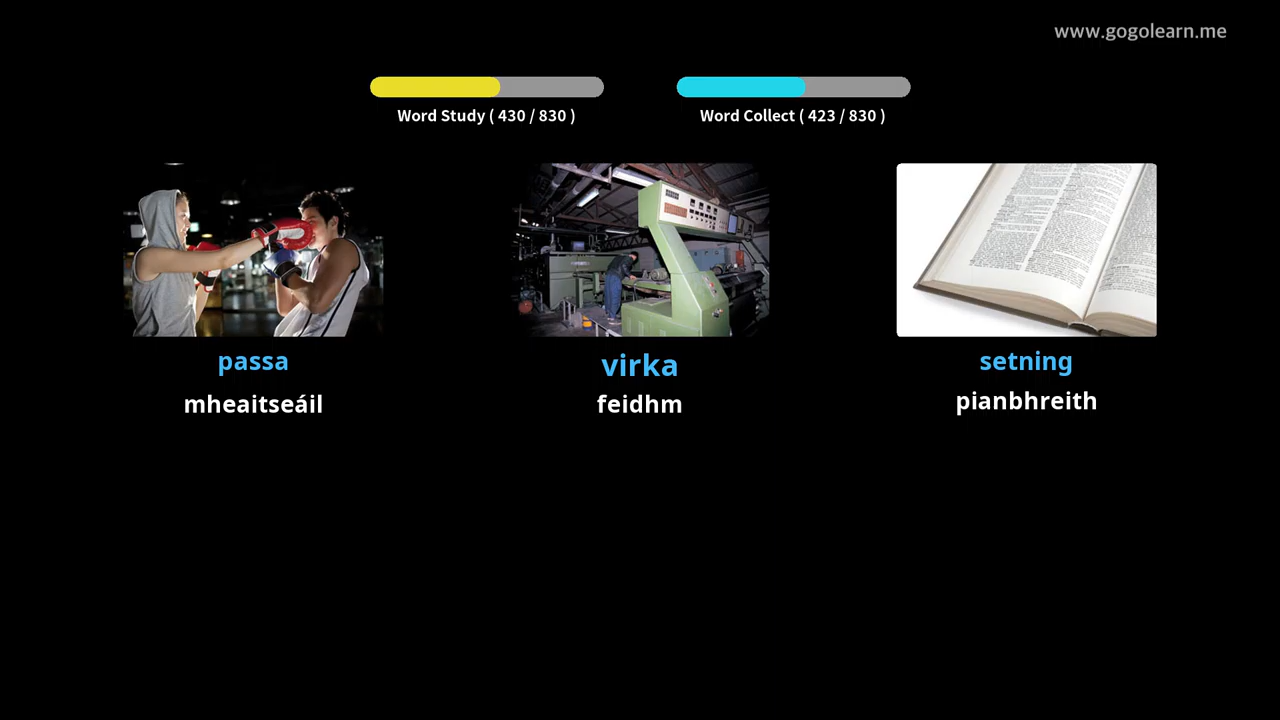 www.gogolearn.me
Word Study ( 430 / 830 )
Word Collect ( 423 / 830 )
passa
virka
setning
mheaitseáil
feidhm
pianbhreith